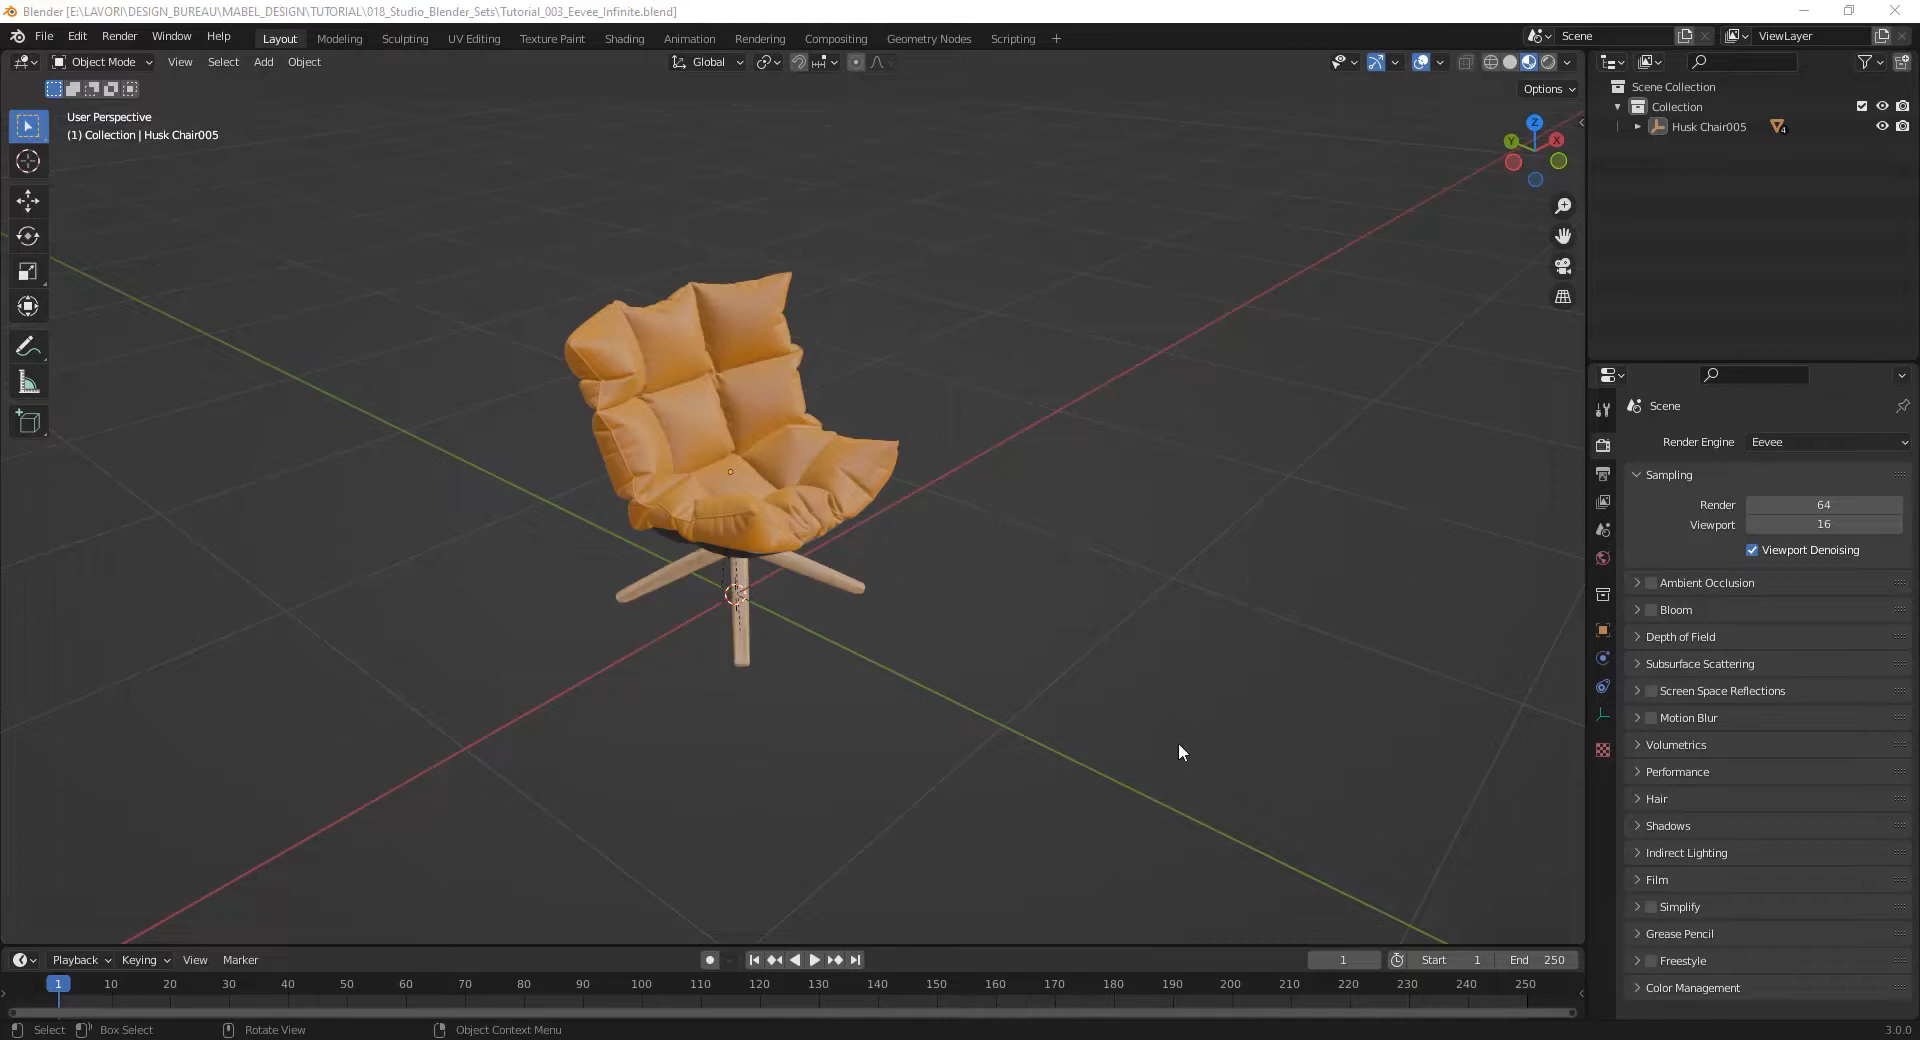 Blender [E:\LAVORI\DESIGN_BUREAU\MABEL_DESIGN\TUTORIAL\018_Studio_Blender_Sets\Tutorial_003_Eevee_Infinite.blend]
File Edit Render Window Help Layout Modeling Sculpting UV Editing Texture Paint Shading Animation Rendering Compositing Geometry Nodes Scripting + Scene ViewLayer
Object Mode View Select Add Object Global
Options
User Perspective
(1) Collection | Husk Chair005
Z
Y X
Scene Collection
Collection
Husk Chair005 4
Scene
Render Engine Eevee
Sampling
Render 64
Viewport 16
Viewport Denoising
Ambient Occlusion
Bloom
Depth of Field
Subsurface Scattering
Screen Space Reflections
Motion Blur
Volumetrics
Performance
Hair
Shadows
Indirect Lighting
Film
Simplify
Grease Pencil
Freestyle
Color Management
Playback Keying View Marker 1 Start 1 End 250
1 10 20 30 40 50 60 70 80 90 100 110 120 130 140 150 160 170 180 190 200 210 220 230 240 250
Select Box Select Rotate View Object Context Menu 3.0.0